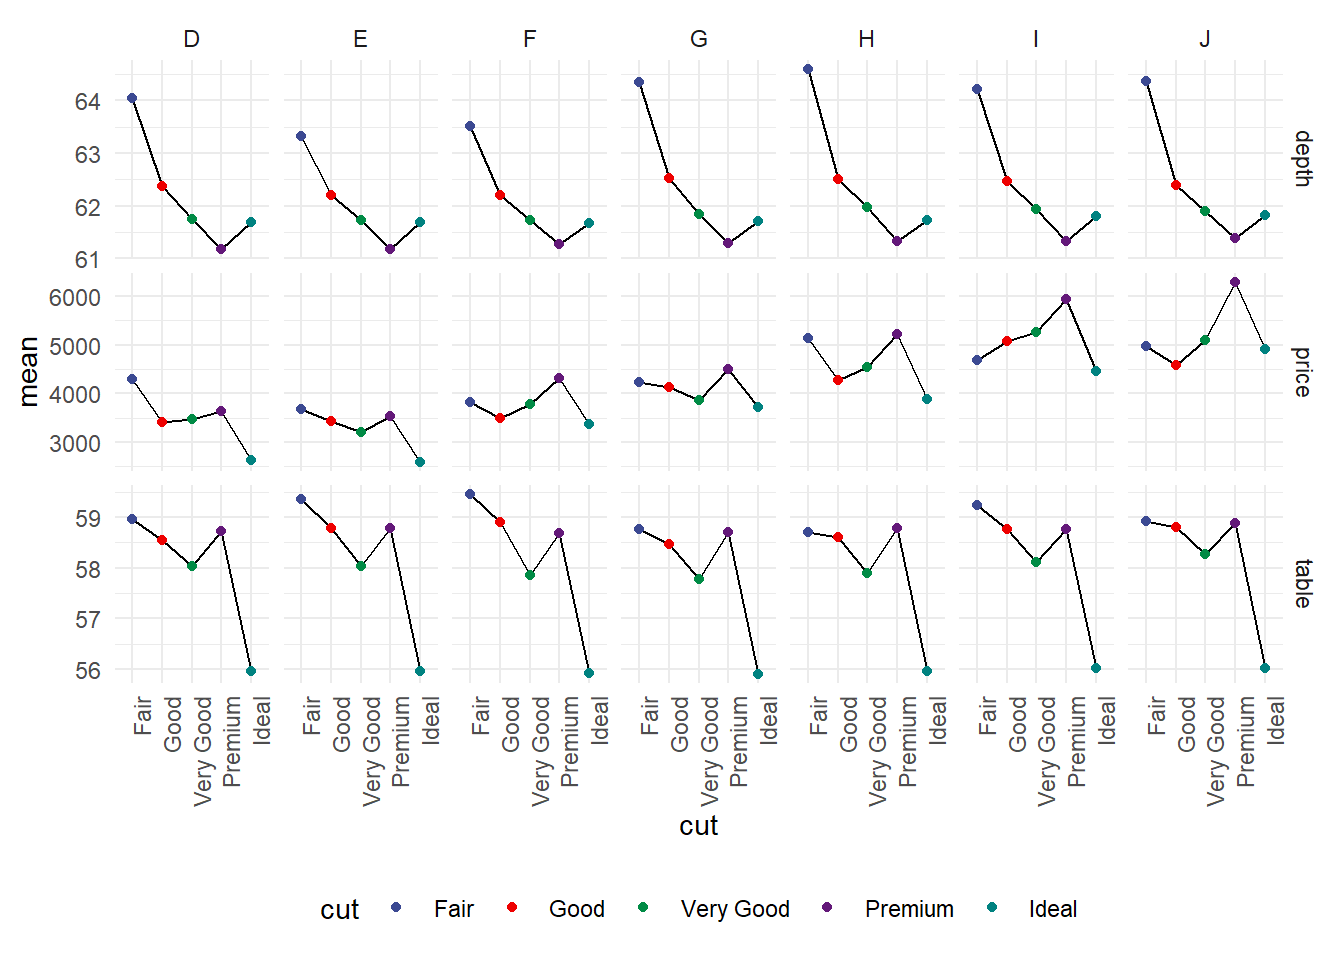 D E F G H I J
64
63
62
61
depth
6000
5000
4000
3000
price
mean
59
58
57
56
table
Fair Good Very Good Premium Ideal Fair Good Very Good Premium Ideal Fair Good Very Good Premium Ideal Fair Good Very Good Premium Ideal Fair Good Very Good Premium Ideal Fair Good Very Good Premium Ideal Fair Good Very Good Premium Ideal
cut
cut Fair Good Very Good Premium Ideal